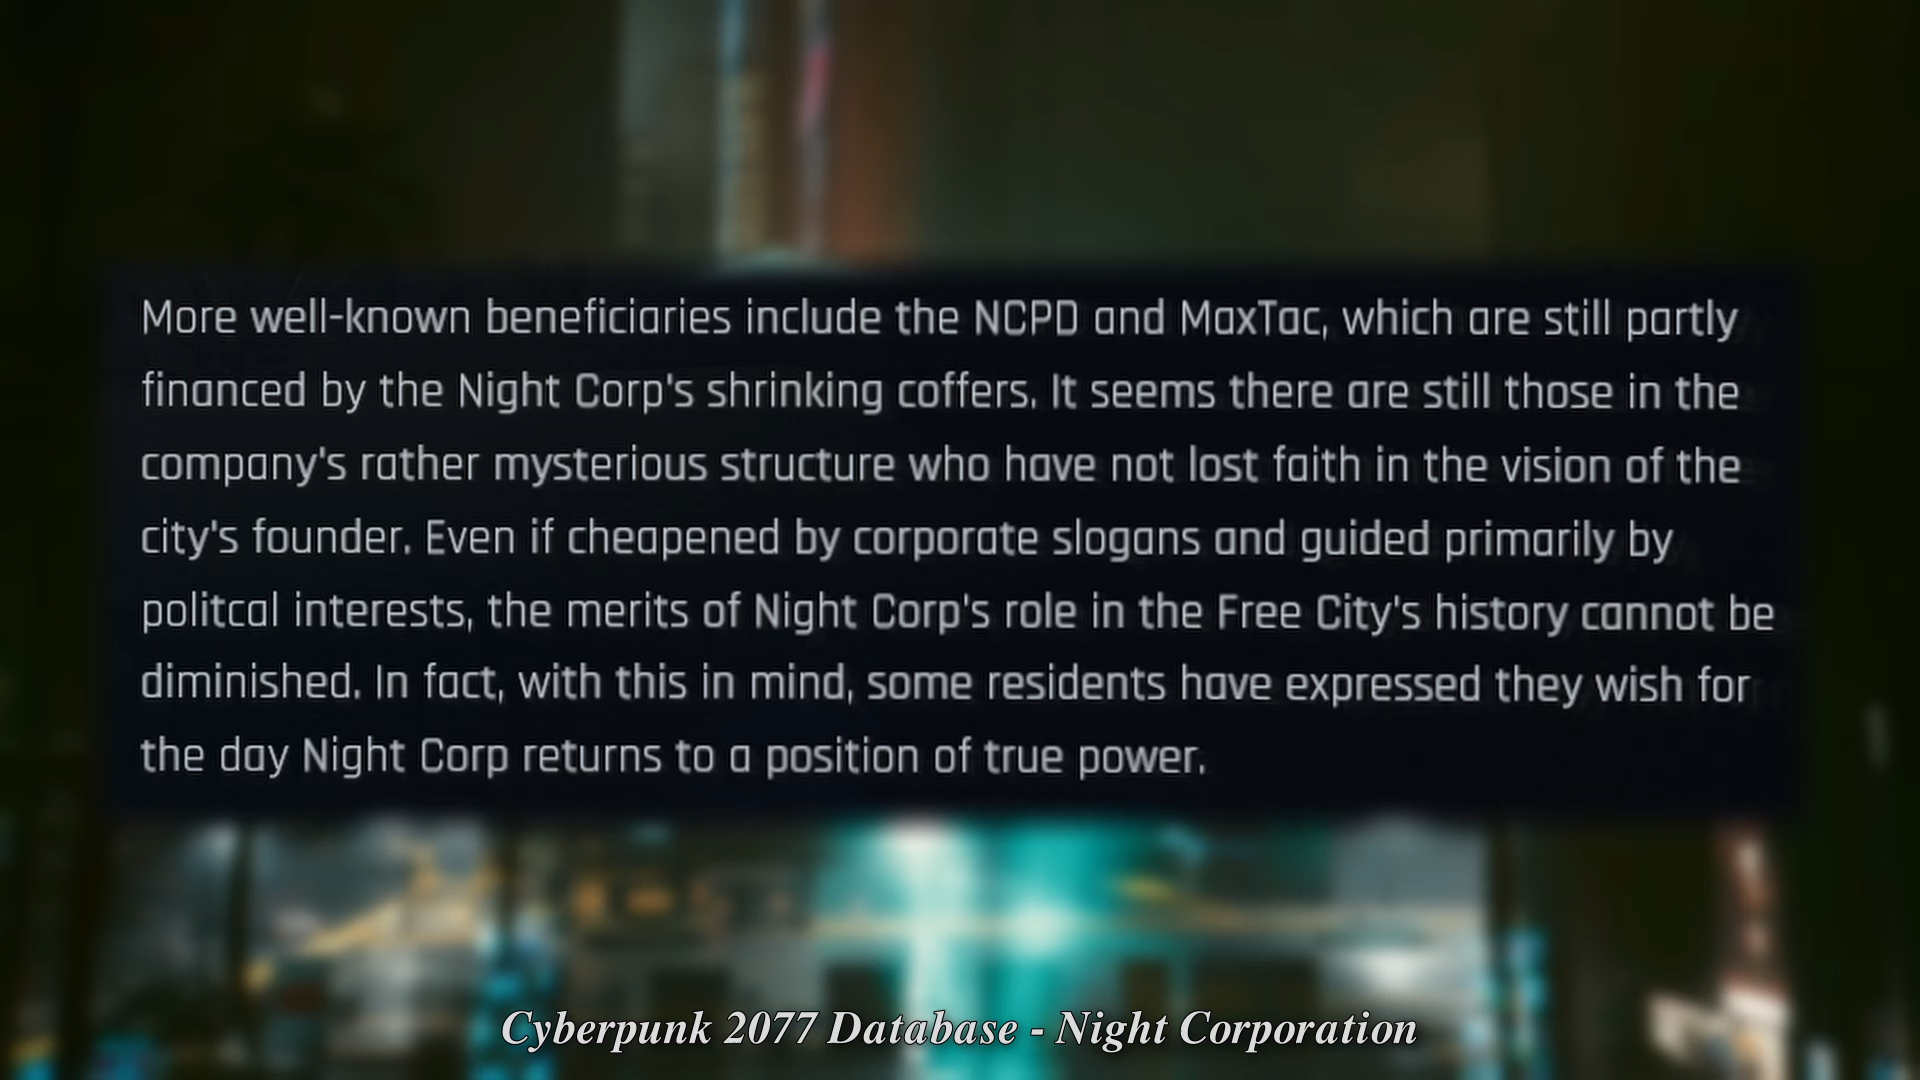 More well-known beneficiaries include the NCPD and MaxTac, which are still partly
financed by the Night Corp's shrinking coffers. It seems there are still those in the
company's rather mysterious structure who have not lost faith in the vision of the
city's founder. Even if cheapened by corporate slogans and guided primarily by
politcal interests, the merits of Night Corp's role in the Free City's history cannot be
diminished. In fact, with this in mind, some residents have expressed they wish for
the day Night Corp returns to a position of true power.
Cyberpunk 2077 Database - Night Corporation